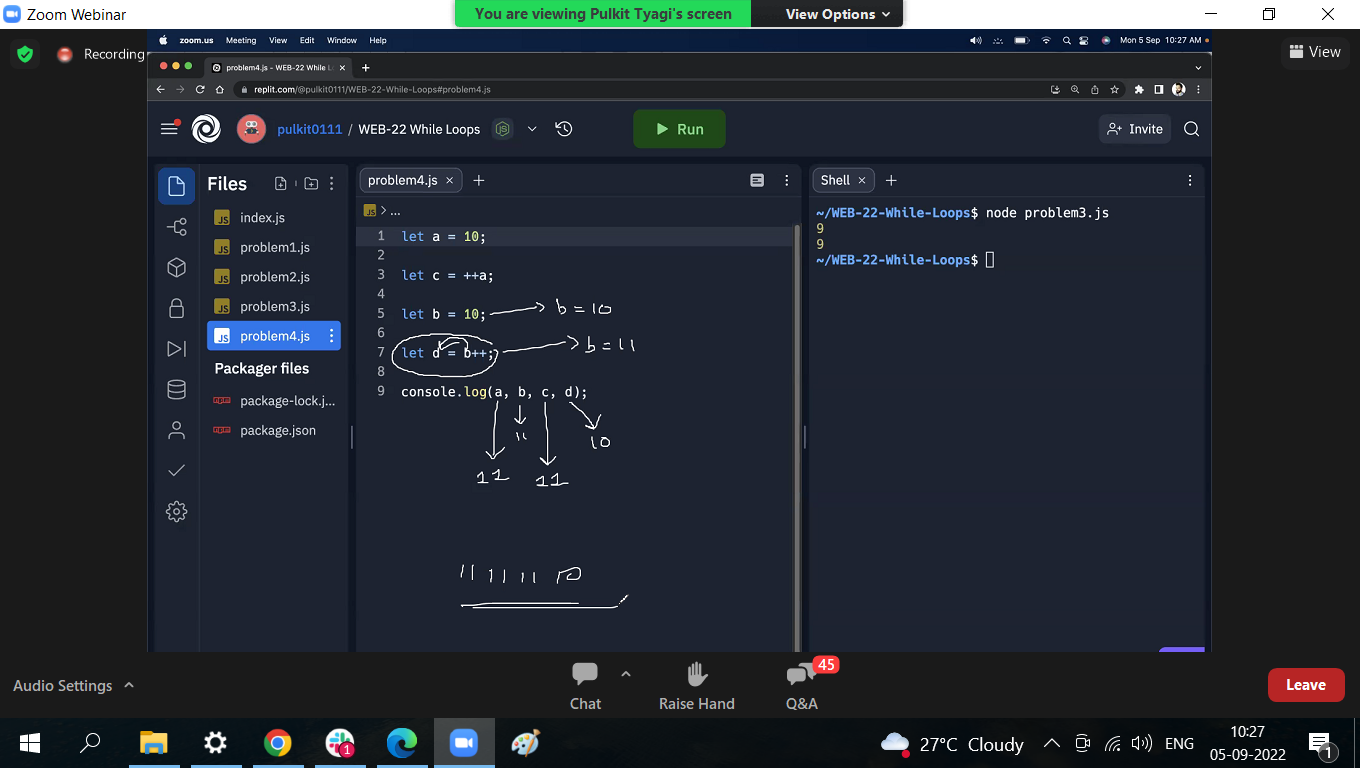 Zoom Webinar
You are viewing Pulkit Tyagi's screen View Options
Recording
View
zoom.us Meeting View Edit Window Help Mon 5 Sep 10:27 AM
problem4.js - WEB-22 While L
replit.com/@pulkit0111/WEB-22-While-Loops#problem4.js
pulkit0111 / WEB-22 While Loops
Run
Invite
Files
index.js
problem1.js
problem2.js
problem3.js
problem4.js
Packager files
package-lock.j...
package.json
problem4.js
JS > ...
1 let a = 10;
2
3 let c = ++a;
4
5 let b = 10; b = 10
6
7 let d = b++; b = 11
8
9 console.log(a, b, c, d);
11 10
11 11
11 11 11 10
Shell
~/WEB-22-While-Loops$ node problem3.js
9
9
~/WEB-22-While-Loops$
Audio Settings
Chat
Raise Hand
45
Q&A
Leave
1
27°C Cloudy
ENG
10:27
05-09-2022
1